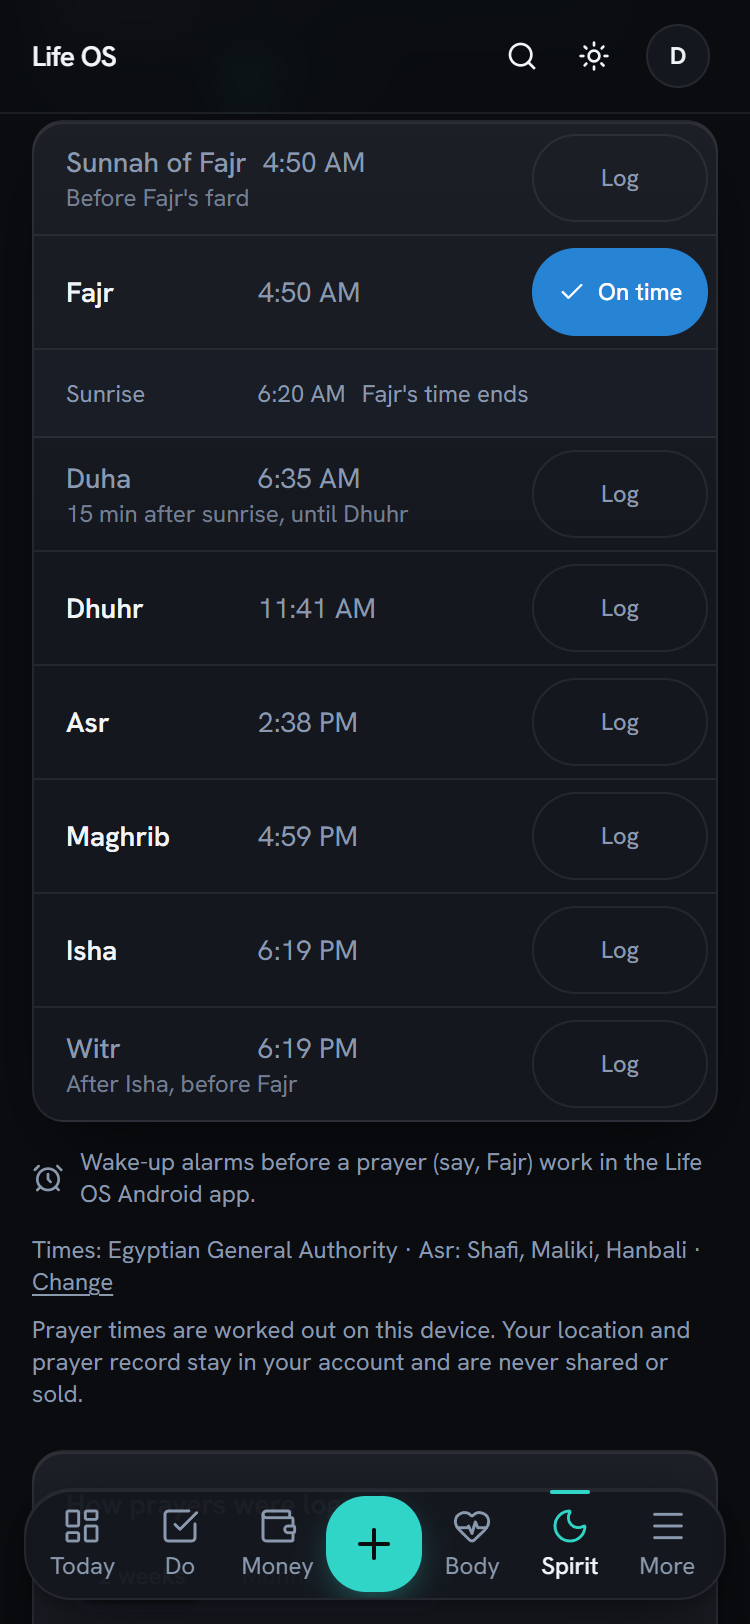 Life OS
D
Sunnah of Fajr 4:50 AM
Before Fajr's fard
Log
Fajr 4:50 AM
On time
Sunrise 6:20 AM Fajr's time ends
Duha 6:35 AM
15 min after sunrise, until Dhuhr
Log
Dhuhr 11:41 AM
Log
Asr 2:38 PM
Log
Maghrib 4:59 PM
Log
Isha 6:19 PM
Log
Witr 6:19 PM
After Isha, before Fajr
Log
Wake-up alarms before a prayer (say, Fajr) work in the Life
OS Android app.
Times: Egyptian General Authority · Asr: Shafi, Maliki, Hanbali ·
Change
Prayer times are worked out on this device. Your location and
prayer record stay in your account and are never shared or
sold.
How prayers were log
weeks
Today Do Money Body Spirit More